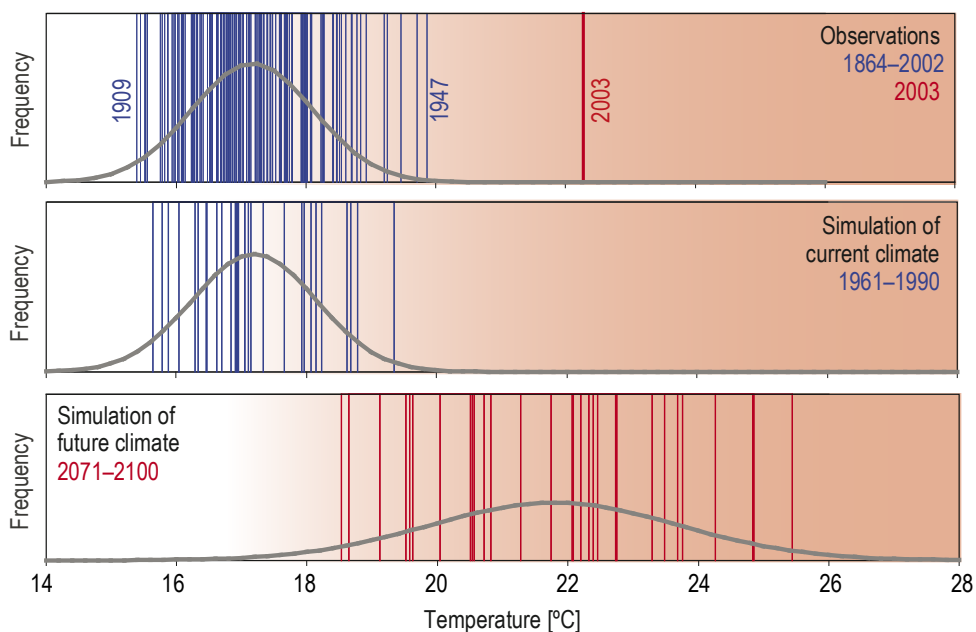 Frequency
1909
1947
2003
Observations
1864–2002
2003
Frequency
Simulation of
current climate
1961–1990
Frequency
Simulation of
future climate
2071–2100
14 16 18 20 22 24 26 28
Temperature [ºC]